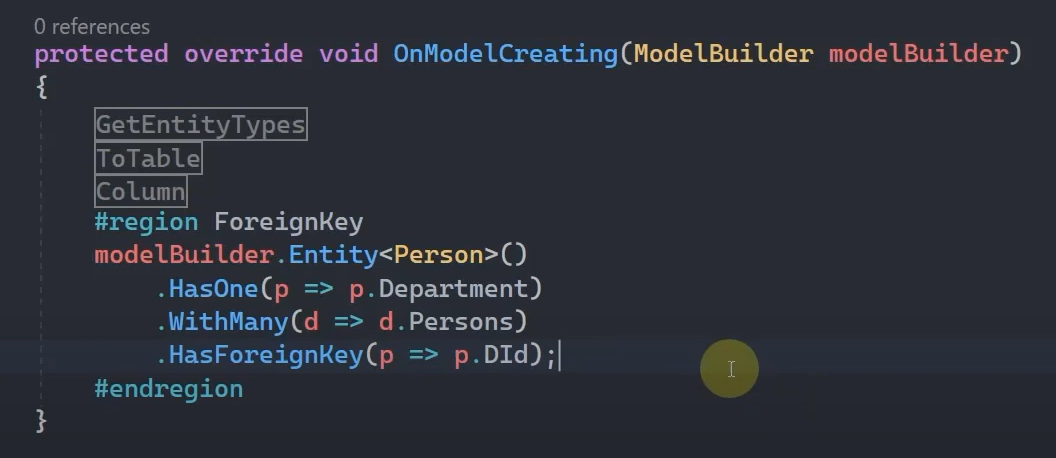 0 references
protected override void OnModelCreating(ModelBuilder modelBuilder)
{
GetEntityTypes
ToTable
Column
#region ForeignKey
modelBuilder.Entity<Person>()
.HasOne(p => p.Department)
.WithMany(d => d.Persons)
.HasForeignKey(p => p.DId);
#endregion
}